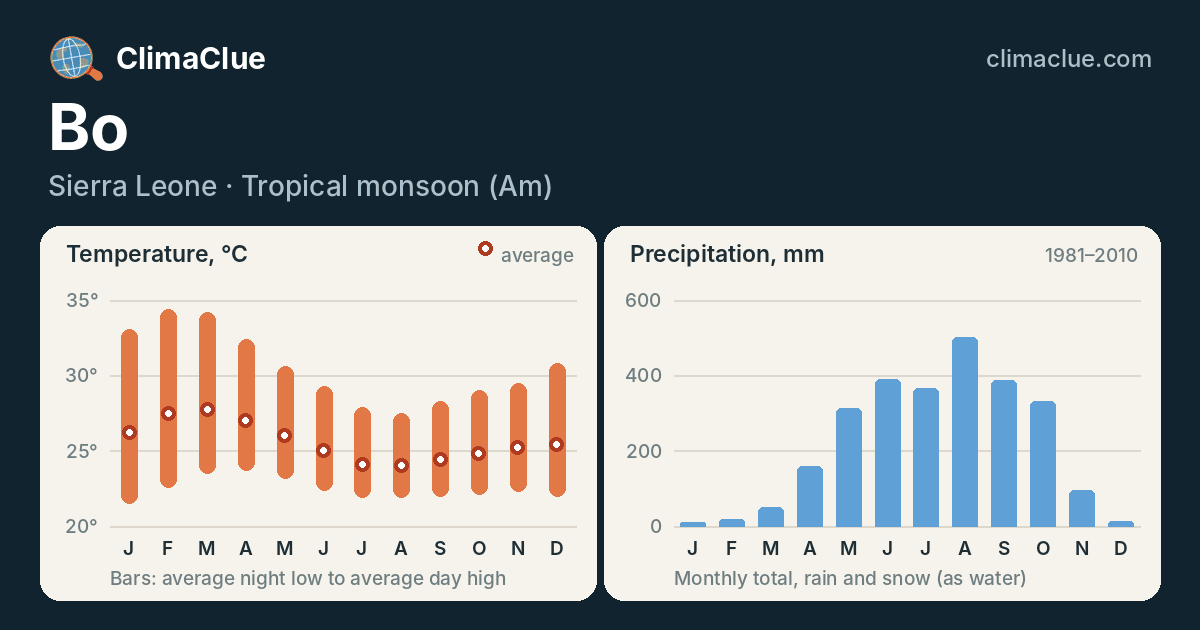 ClimaClue
climaclue.com
Bo
Sierra Leone · Tropical monsoon (Am)
Temperature, °C
average
35°
30°
25°
20°
J F M A M J J A S O N D
Bars: average night low to average day high
Precipitation, mm
1981–2010
600
400
200
0
J F M A M J J A S O N D
Monthly total, rain and snow (as water)